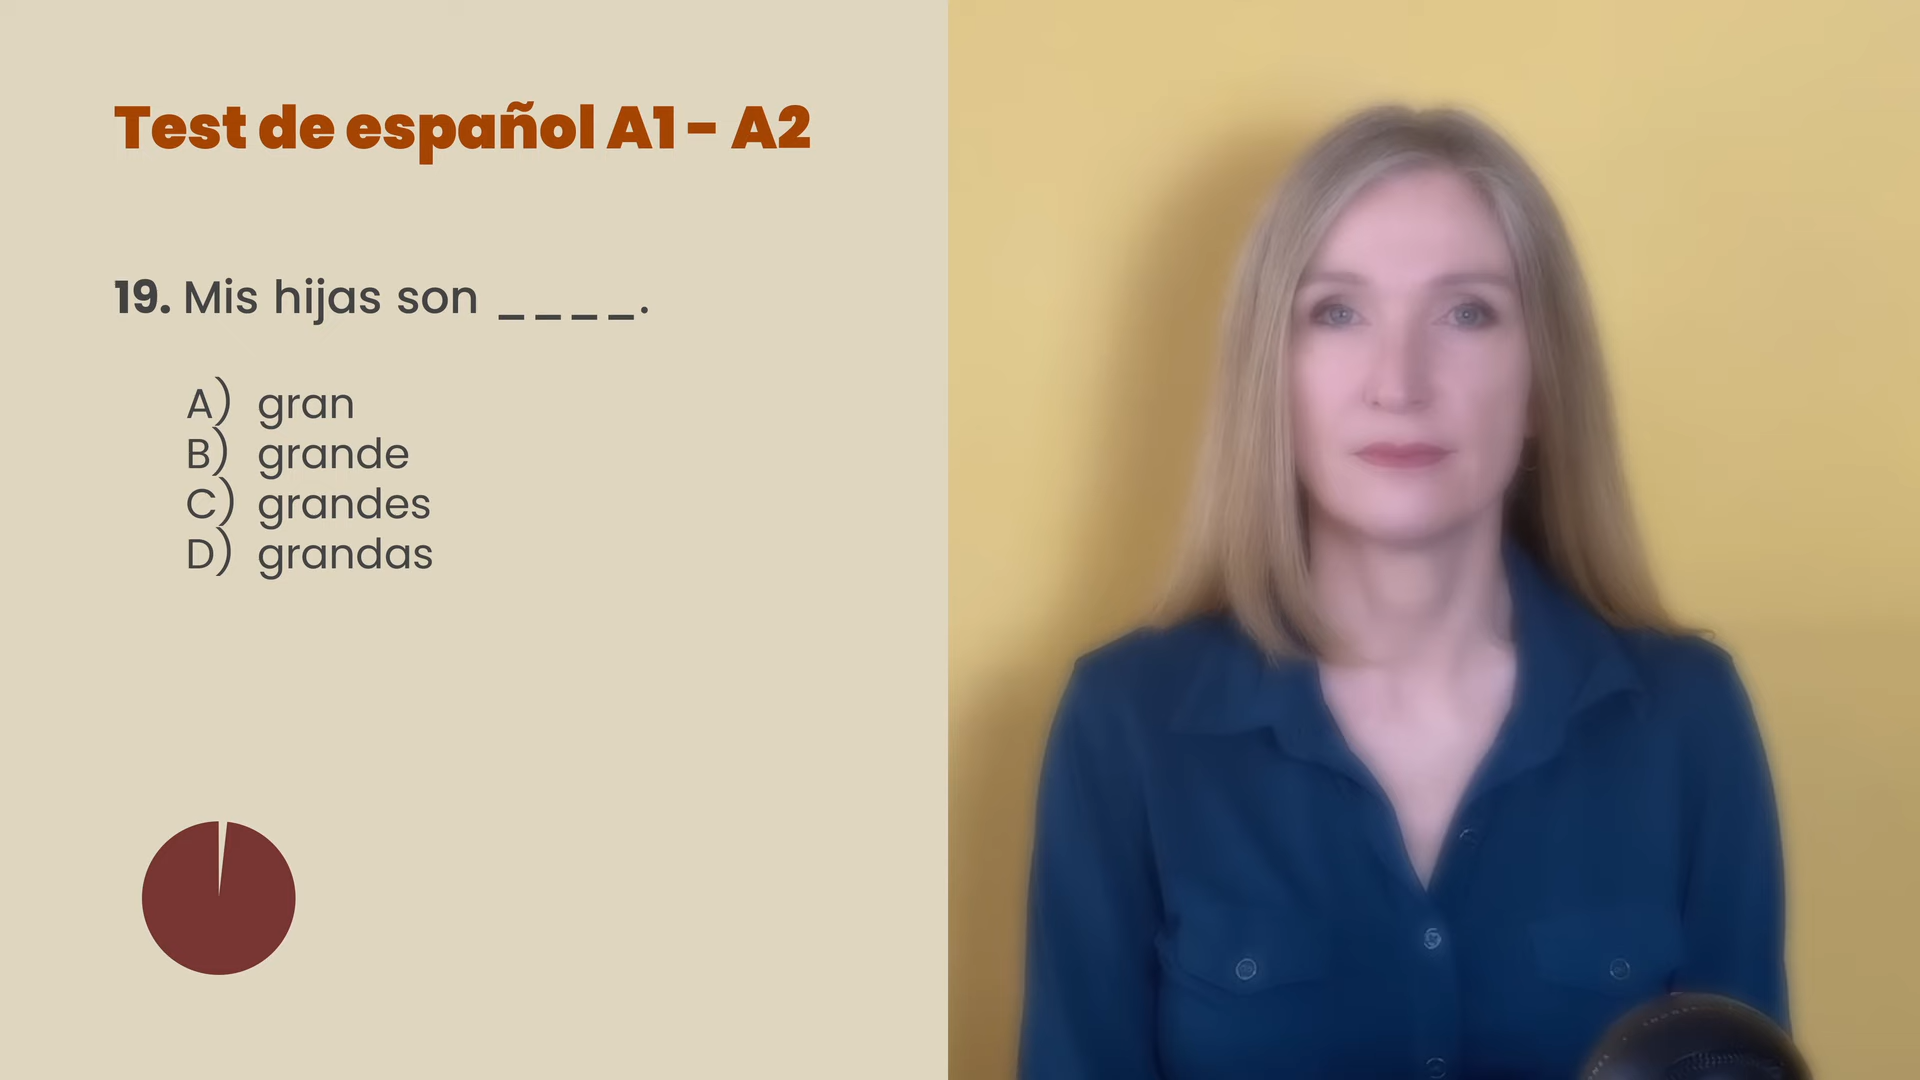 Test de español A1 - A2
19. Mis hijas son _ _ _ _.
A) gran
B) grande
C) grandes
D) grandas